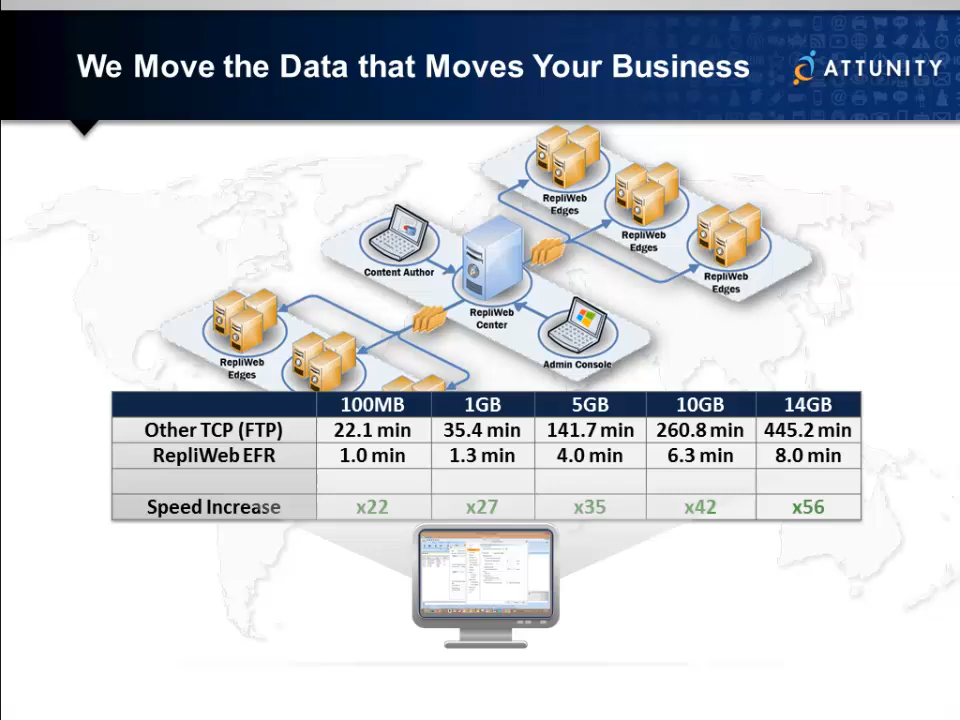 We Move the Data that Moves Your Business
ATTUNITY
RepliWeb
Edges
RepliWeb
Edges
RepliWeb
Edges
Content Author
RepliWeb
Center
Admin Console
RepliWeb
Edges
100MB 1GB 5GB 10GB 14GB
Other TCP (FTP) 22.1 min 35.4 min 141.7 min 260.8 min 445.2 min
RepliWeb EFR 1.0 min 1.3 min 4.0 min 6.3 min 8.0 min
Speed Increase x22 x27 x35 x42 x56